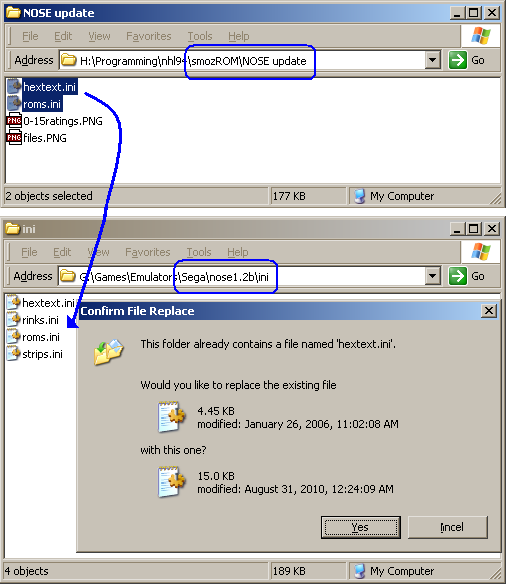 NOSE update
File Edit View Favorites Tools Help
Address H:\Programming\nhl94\smozROM\NOSE update Go
hextext.ini
roms.ini
PNG 0-15ratings.PNG
PNG files.PNG
2 objects selected 177 KB My Computer
ini
File Edit View Favorites Tools Help
Address G:\Games\Emulators\Sega\nose1.2b\ini Go
hextext.ini
rinks.ini
roms.ini
strips.ini
Confirm File Replace
This folder already contains a file named 'hextext.ini'.
Would you like to replace the existing file
4.45 KB
modified: January 26, 2006, 11:02:08 AM
with this one?
15.0 KB
modified: August 31, 2010, 12:24:09 AM
Yes Incel
4 objects 189 KB My Computer